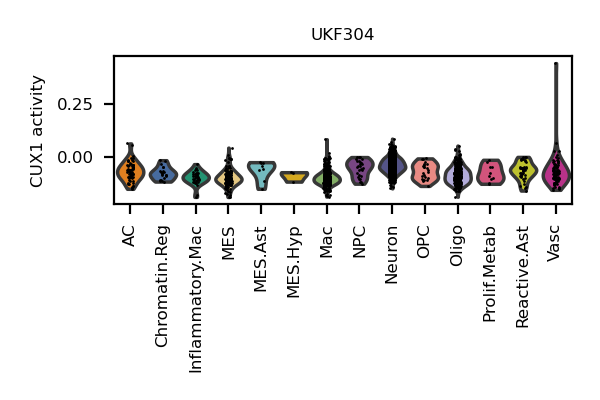 UKF304
CUX1 activity
0.25
0.00
AC
Chromatin.Reg
Inflammatory.Mac
MES
MES.Ast
MES.Hyp
Mac
NPC
Neuron
OPC
Oligo
Prolif.Metab
Reactive.Ast
Vasc